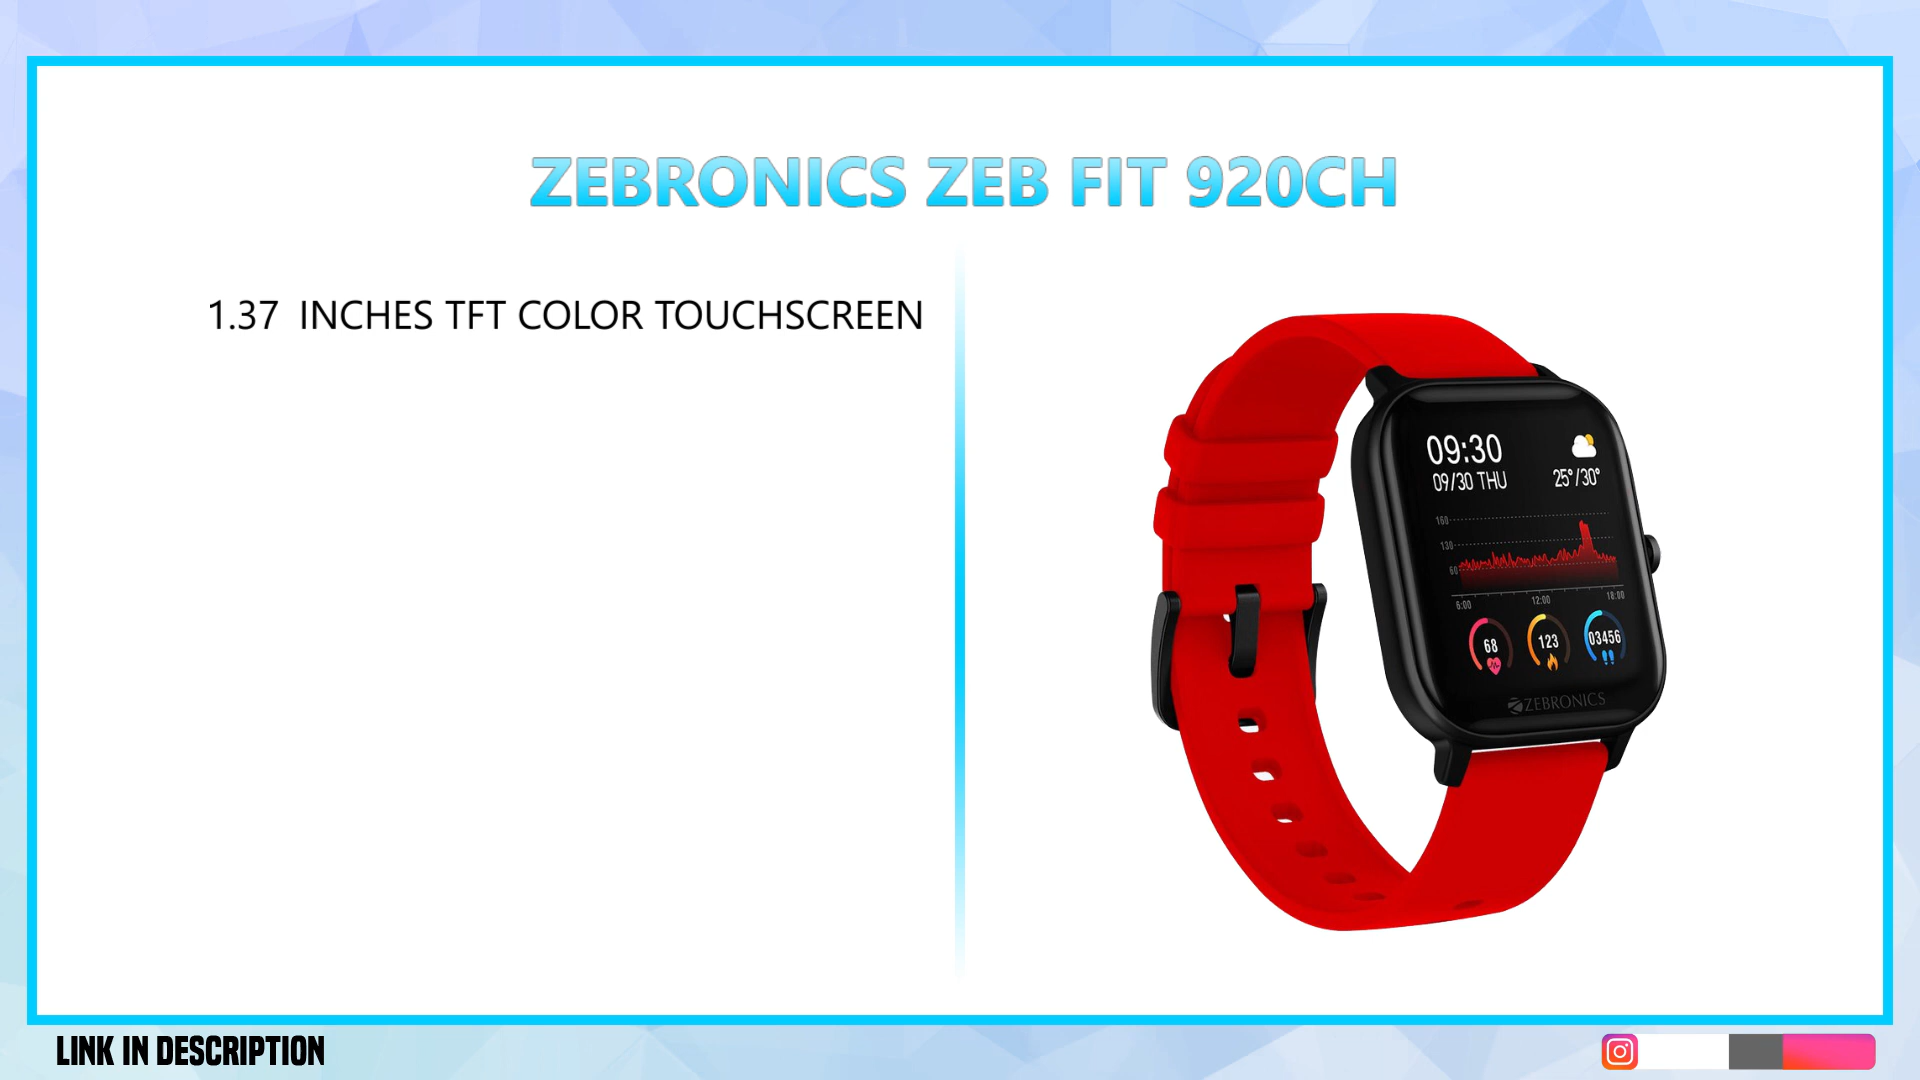 ZEBRONICS ZEB FIT 920CH
1.37 INCHES TFT COLOR TOUCHSCREEN
09:30
09/30 THU
25°/30°
160
130
60
6:00 12:00 18:00
68 123 03456
ZEBRONICS
LINK IN DESCRIPTION